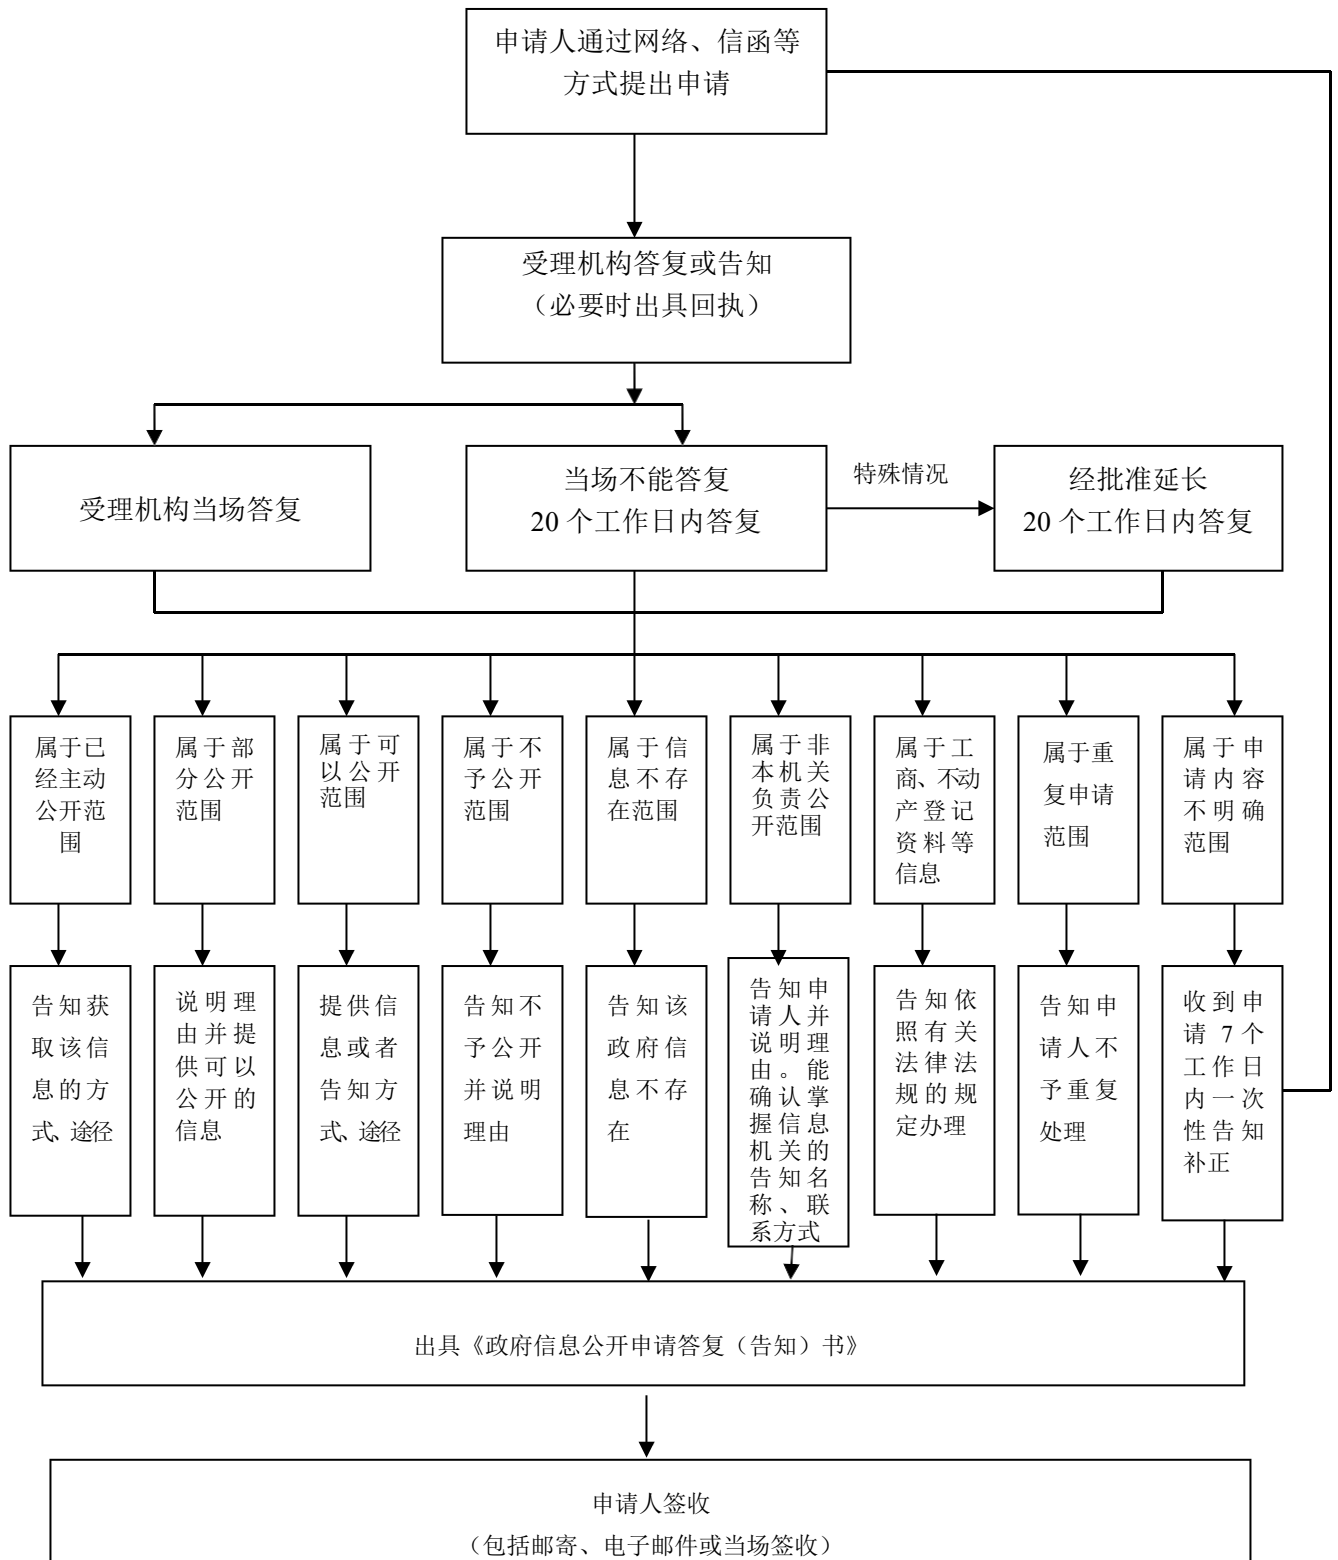 申请人通过网络、信函等
方式提出申请
受理机构答复或告知
（必要时出具回执）
受理机构当场答复
当场不能答复
20 个工作日内答复
特殊情况
经批准延长
20 个工作日内答复
属于已
经主动
公开范
围
属于部
分公开
范围
属于可
以公开
范围
属于不
予公开
范围
属于信
息不存
在范围
属于非
本机关
负责公
开范围
属于工
商、不动
产登记
资料等
信息
属于重
复申请
范围
属于申
请内容
不明确
范围
告知获
取该信
息的方
式、途径
说明理
由并提
供可以
公开的
信息
提供信
息或者
告知方
式、途径
告知不
予公开
并说明
理由
告知该
政府信
息不存
在
告知申
请人并
说明理
由。能
确认掌
握信息
机关的
告知名
称、联
系方式
告知依
照有关
法律法
规的规
定办理
告知申
请人不
予重复
处理
收到申
请 7 个
工作日
内一次
性告知
补正
出具《政府信息公开申请答复（告知）书》
申请人签收
（包括邮寄、电子邮件或当场签收）